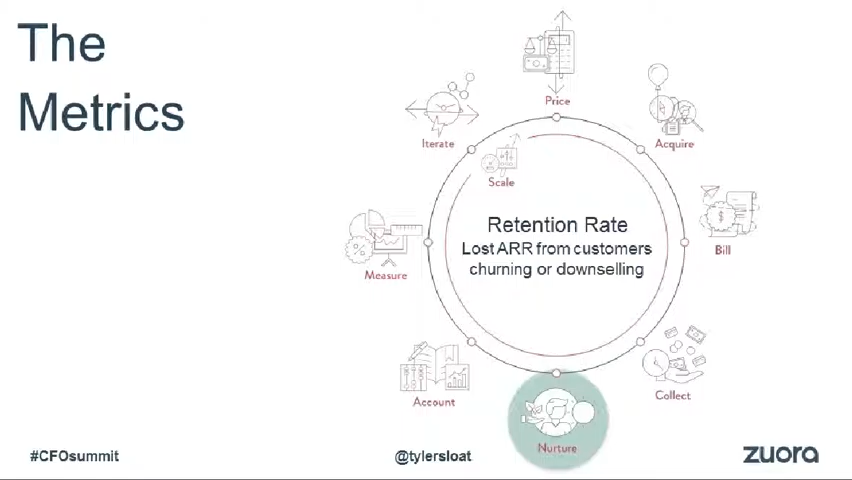 The
Metrics
Price
Iterate
Acquire
Scale
Retention Rate
Lost ARR from customers
churning or downselling
Bill
Measure
Account
Collect
Nurture
#CFOsummit
@tylersloat
zuora